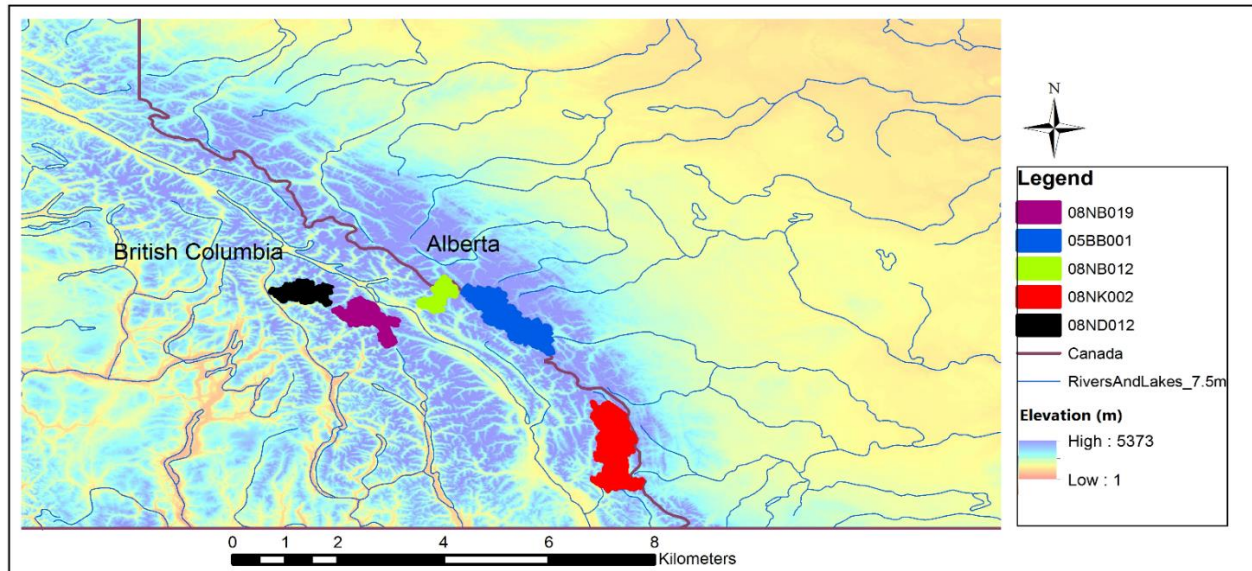 N
British Columbia
Alberta
Legend
08NB019
05BB001
08NB012
08NK002
08ND012
Canada
RiversAndLakes_7.5m
Elevation (m)
High : 5373
Low : 1
0 1 2 4 6 8
Kilometers